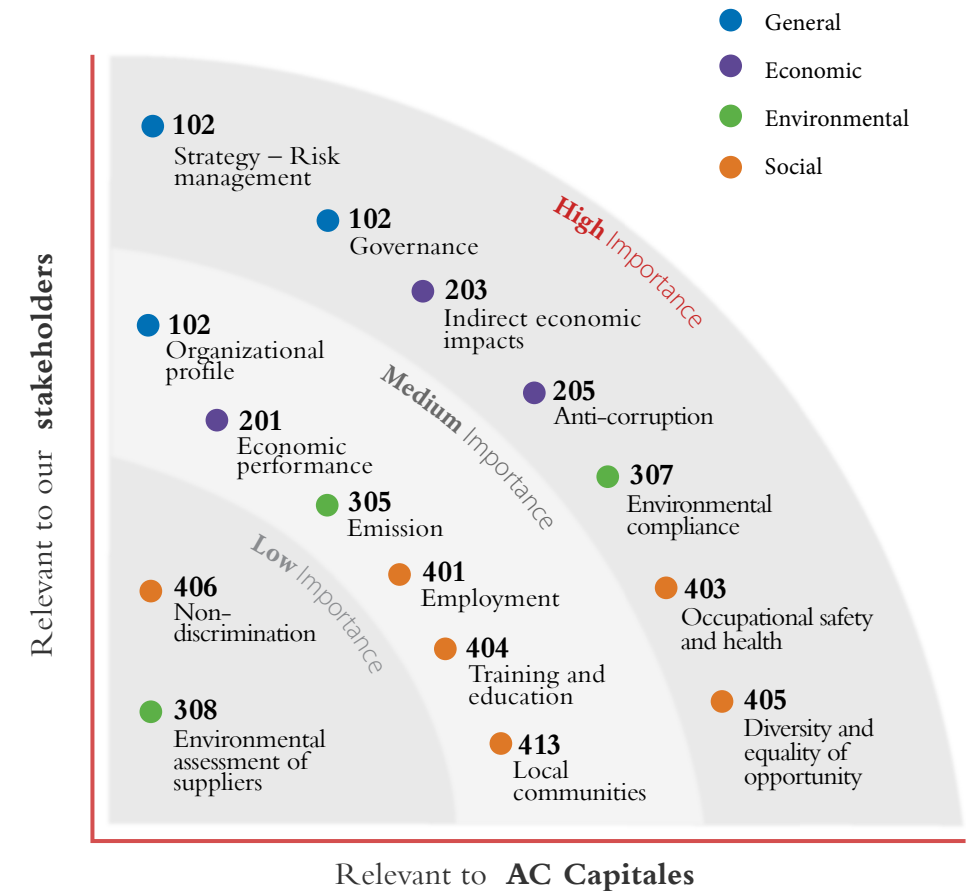 General
Economic
Environmental
Social
102
Strategy – Risk
management
102
Governance
High Importance
203
Indirect economic
impacts
102
Organizational
profile
Medium Importance
205
Anti-corruption
201
Economic
performance
307
Environmental
compliance
305
Emission
Low Importance
401
Employment
406
Non-
discrimination
403
Occupational safety
and health
404
Training and
education
405
Diversity and
equality of
opportunity
308
Environmental
assessment of
suppliers
413
Local
communities
Relevant to our stakeholders
Relevant to AC Capitales